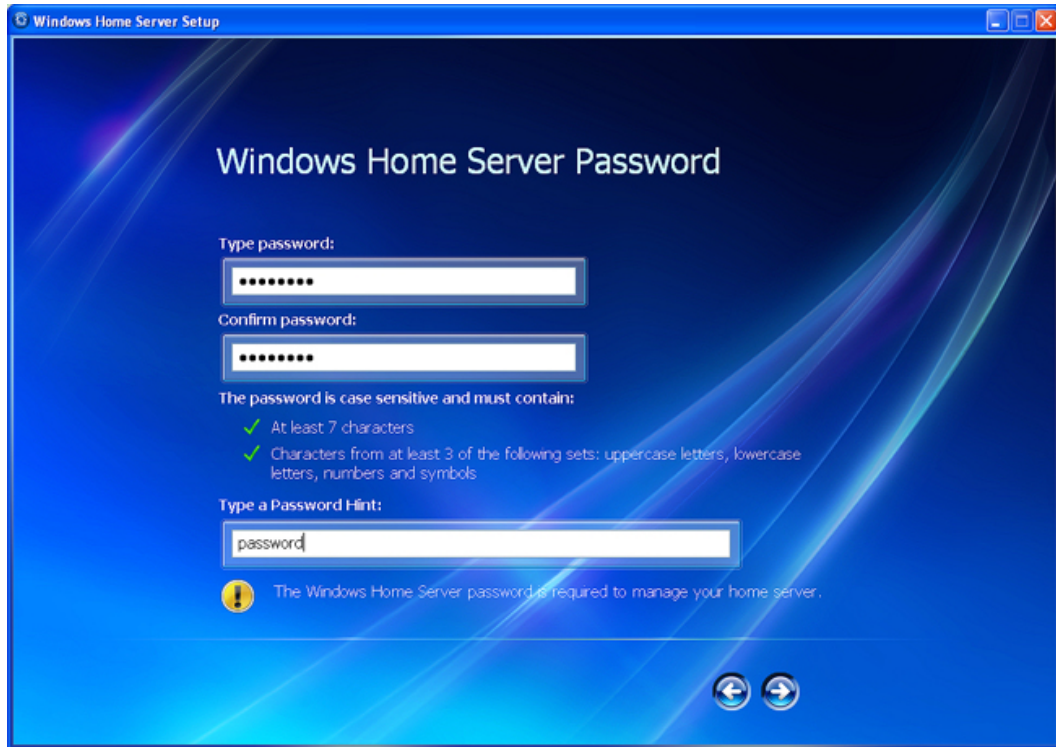 Windows Home Server Setup
Windows Home Server Password
Type password:
••••••••
Confirm password:
••••••••
The password is case sensitive and must contain:
At least 7 characters
Characters from at least 3 of the following sets: uppercase letters, lowercase
letters, numbers and symbols
Type a Password Hint:
password
The Windows Home Server password is required to manage your home server.